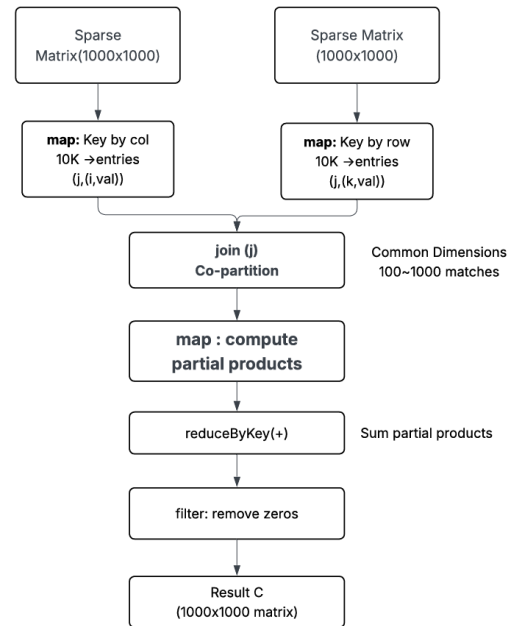 Sparse
Matrix(1000x1000)
Sparse Matrix
(1000x1000)
map: Key by col
10K →entries
(j,(i,val))
map: Key by row
10K →entries
(j,(k,val))
join (j)
Co-partition
Common Dimensions
100~1000 matches
map : compute
partial products
reduceByKey(+)
Sum partial products
filter: remove zeros
Result C
(1000x1000 matrix)